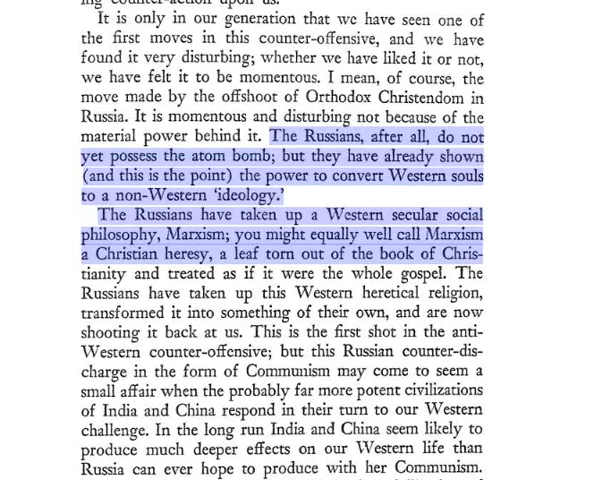 ing counter-action upon us.
It is only in our generation that we have seen one of
the first moves in this counter-offensive, and we have
found it very disturbing; whether we have liked it or not,
we have felt it to be momentous. I mean, of course, the
move made by the offshoot of Orthodox Christendom in
Russia. It is momentous and disturbing not because of the
material power behind it. The Russians, after all, do not
yet possess the atom bomb; but they have already shown
(and this is the point) the power to convert Western souls
to a non-Western ‘ideology.’
The Russians have taken up a Western secular social
philosophy, Marxism; you might equally well call Marxism
a Christian heresy, a leaf torn out of the book of Chris-
tianity and treated as if it were the whole gospel. The
Russians have taken up this Western heretical religion,
transformed it into something of their own, and are now
shooting it back at us. This is the first shot in the anti-
Western counter-offensive; but this Russian counter-dis-
charge in the form of Communism may come to seem a
small affair when the probably far more potent civilizations
of India and China respond in their turn to our Western
challenge. In the long run India and China seem likely to
produce much deeper effects on our Western life than
Russia can ever hope to produce with her Communism.